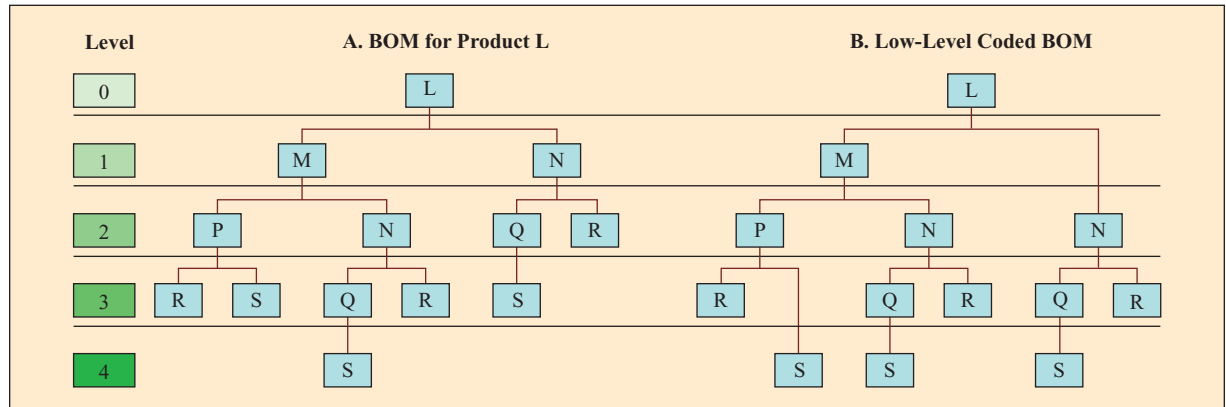 Level A. BOM for Product L B. Low-Level Coded BOM
0 L L
1 M N M
2 P N Q R P N N
3 R S Q R S R Q R Q R
4 S S S S